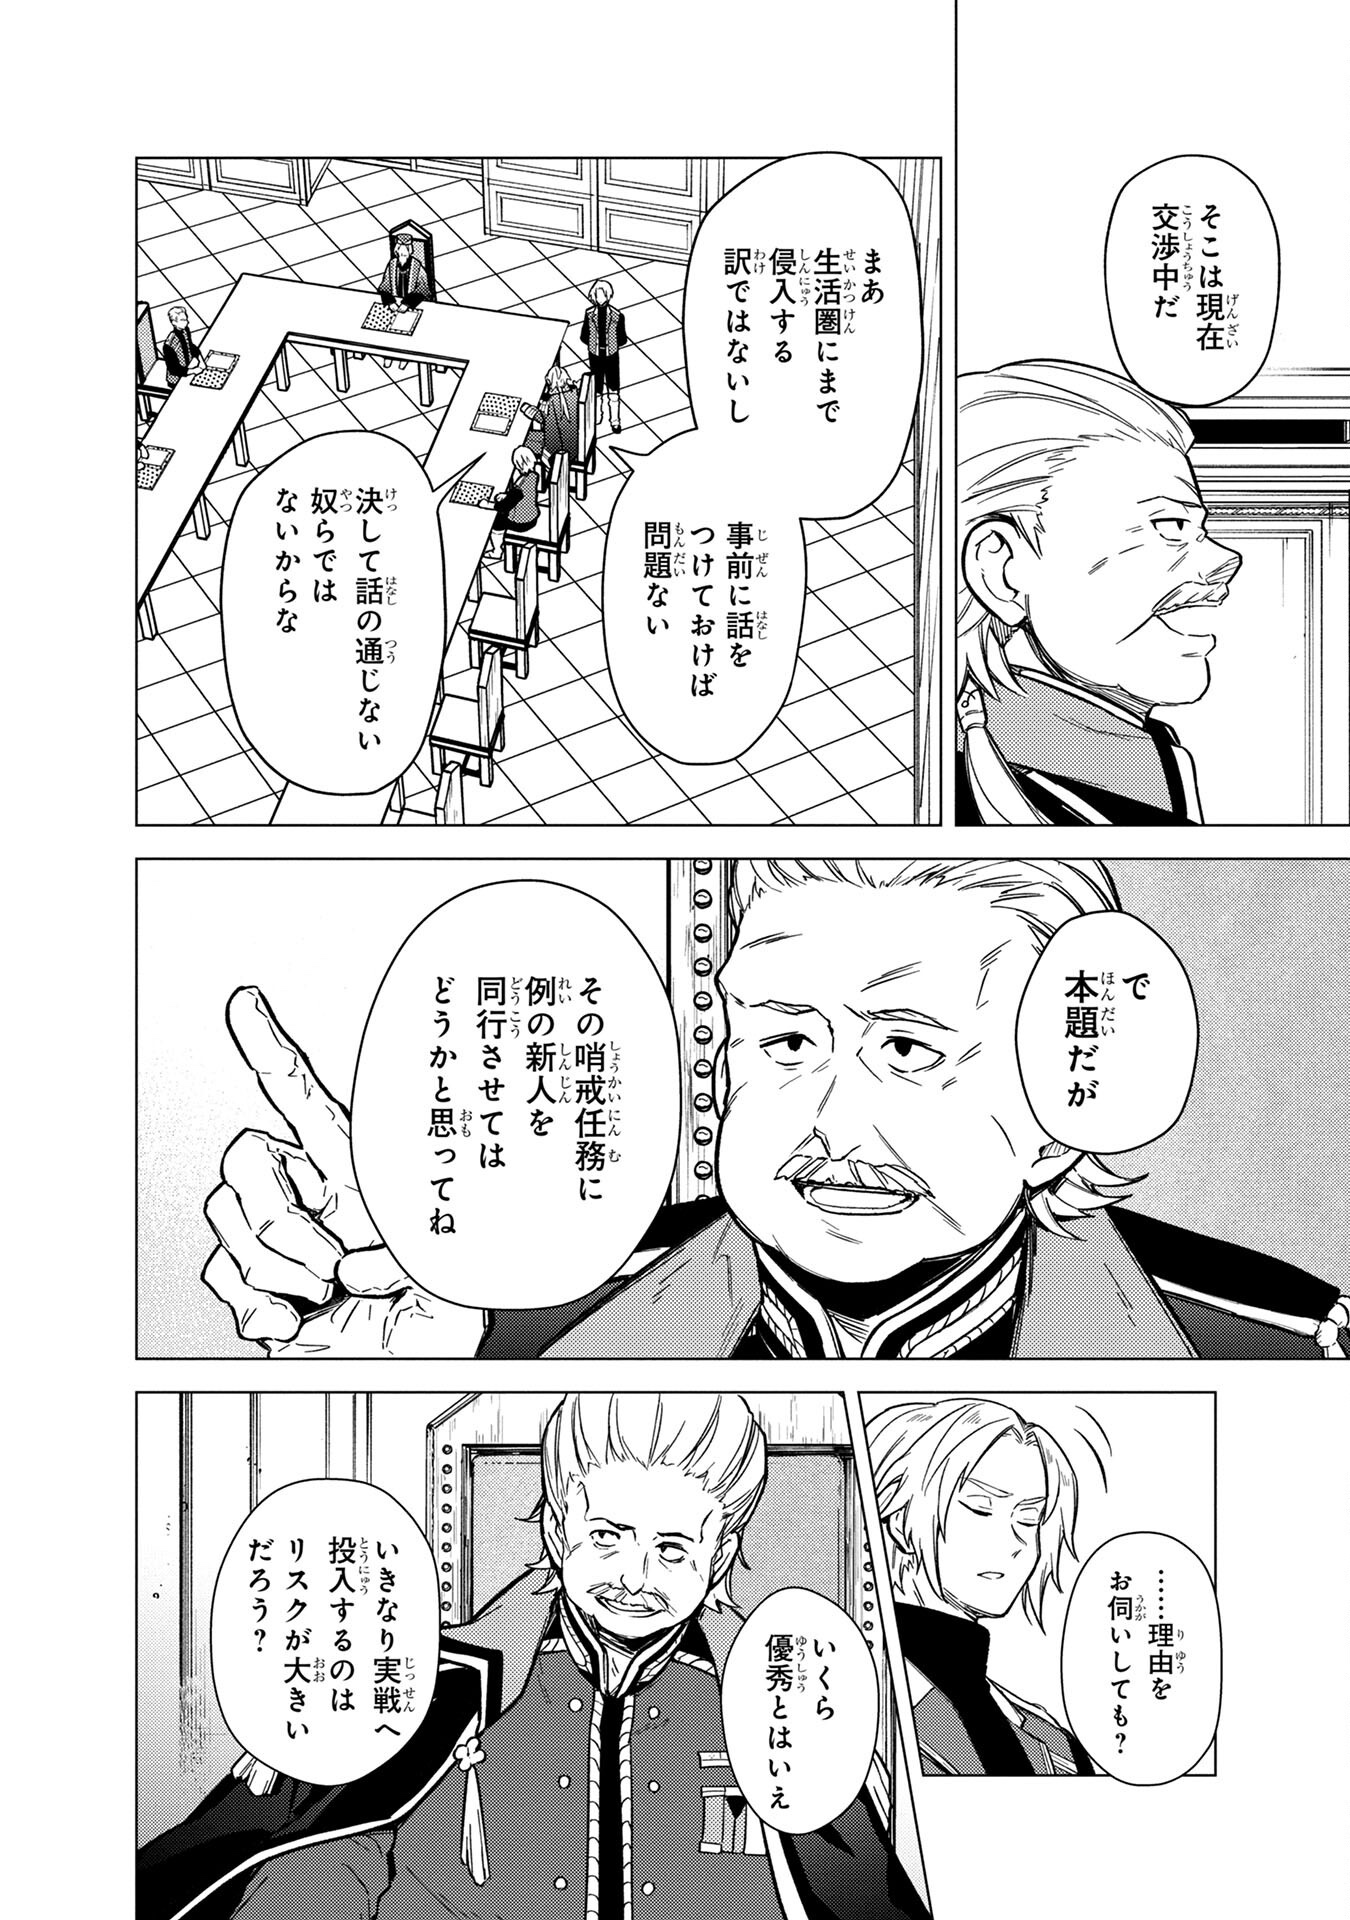 そこは現在
交渉中だ
まあ
生活圏にまで
侵入する
訳ではないし
事前に話を
つけておけば
問題ない
決して話の通じない
奴らでは
ないからな
で
本題だが
その哨戒任務に
例の新人を
同行させては
どうかと思ってね
……理由を
お伺いしても?
いくら
優秀とはいえ
いきなり実戦へ
投入するのは
リスクが大きい
だろう?